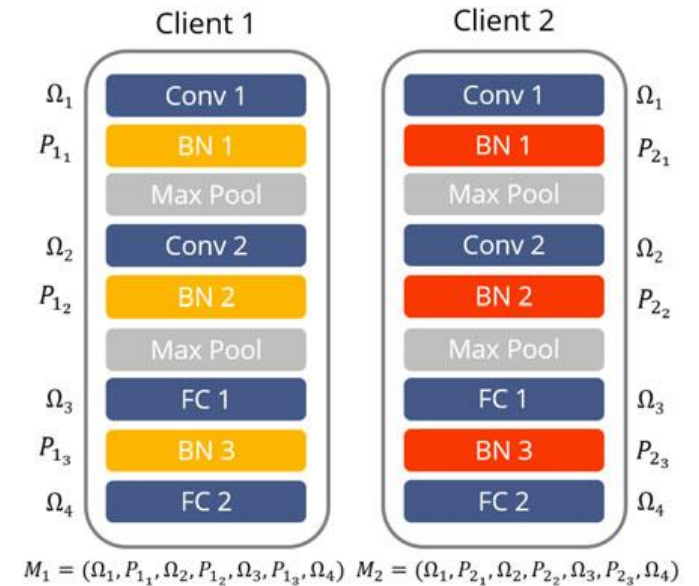 Client 1 Client 2
Ω₁ Conv 1 Conv 1 Ω₁
P₁₁ BN 1 BN 1 P₂₁
Max Pool Max Pool
Ω₂ Conv 2 Conv 2 Ω₂
P₁₂ BN 2 BN 2 P₂₂
Max Pool Max Pool
Ω₃ FC 1 FC 1 Ω₃
P₁₃ BN 3 BN 3 P₂₃
Ω₄ FC 2 FC 2 Ω₄
M₁ = (Ω₁, P₁₁, Ω₂, P₁₂, Ω₃, P₁₃, Ω₄) M₂ = (Ω₁, P₂₁, Ω₂, P₂₂, Ω₃, P₂₃, Ω₄)